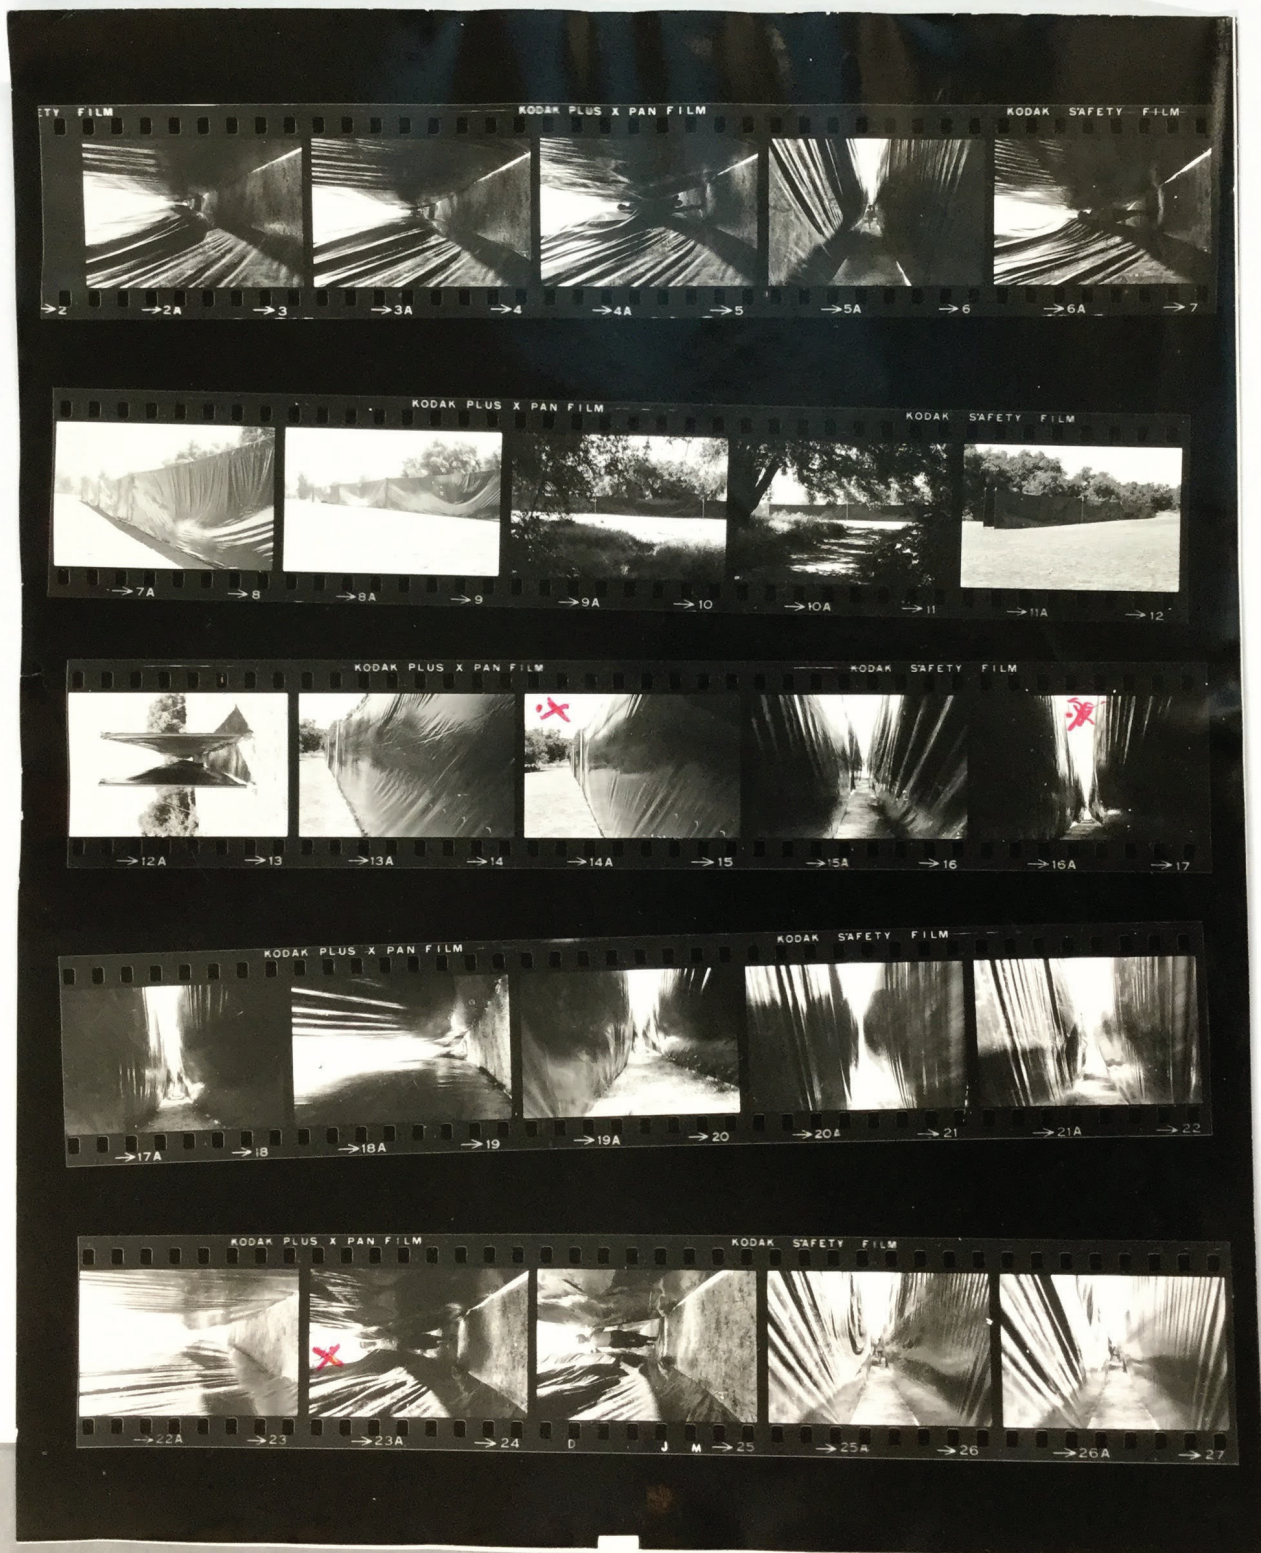 ETY FILM KODAK PLUS X PAN FILM KODAK SAFETY FILM
→2 →2A →3 →3A →4 →4A →5 →5A →6 →6A →7
KODAK PLUS X PAN FILM KODAK SAFETY FILM
→7A →8 →8A →9 →9A →10 →10A →11 →11A →12
KODAK PLUS X PAN FILM KODAK SAFETY FILM
→12A →13 →13A →14 →14A →15 →15A →16 →16A →17
KODAK PLUS X PAN FILM KODAK SAFETY FILM
→17A →18 →18A →19 →19A →20 →20A →21 →21A →22
KODAK PLUS X PAN FILM KODAK SAFETY FILM
→22A →23 →23A →24 D J M →25 →25A →26 →26A →27